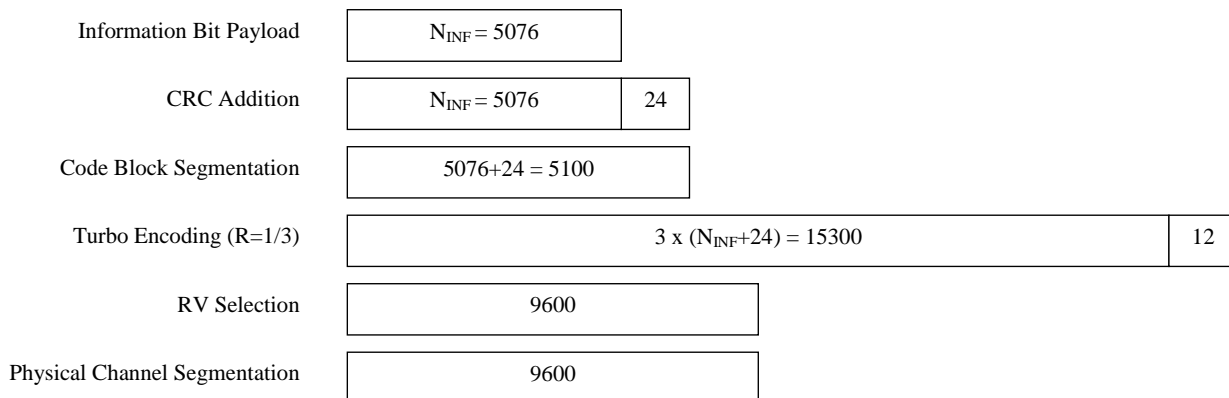 Information Bit Payload N_INF = 5076
CRC Addition N_INF = 5076 24
Code Block Segmentation 5076+24 = 5100
Turbo Encoding (R=1/3) 3 x (N_INF+24) = 15300 12
RV Selection 9600
Physical Channel Segmentation 9600